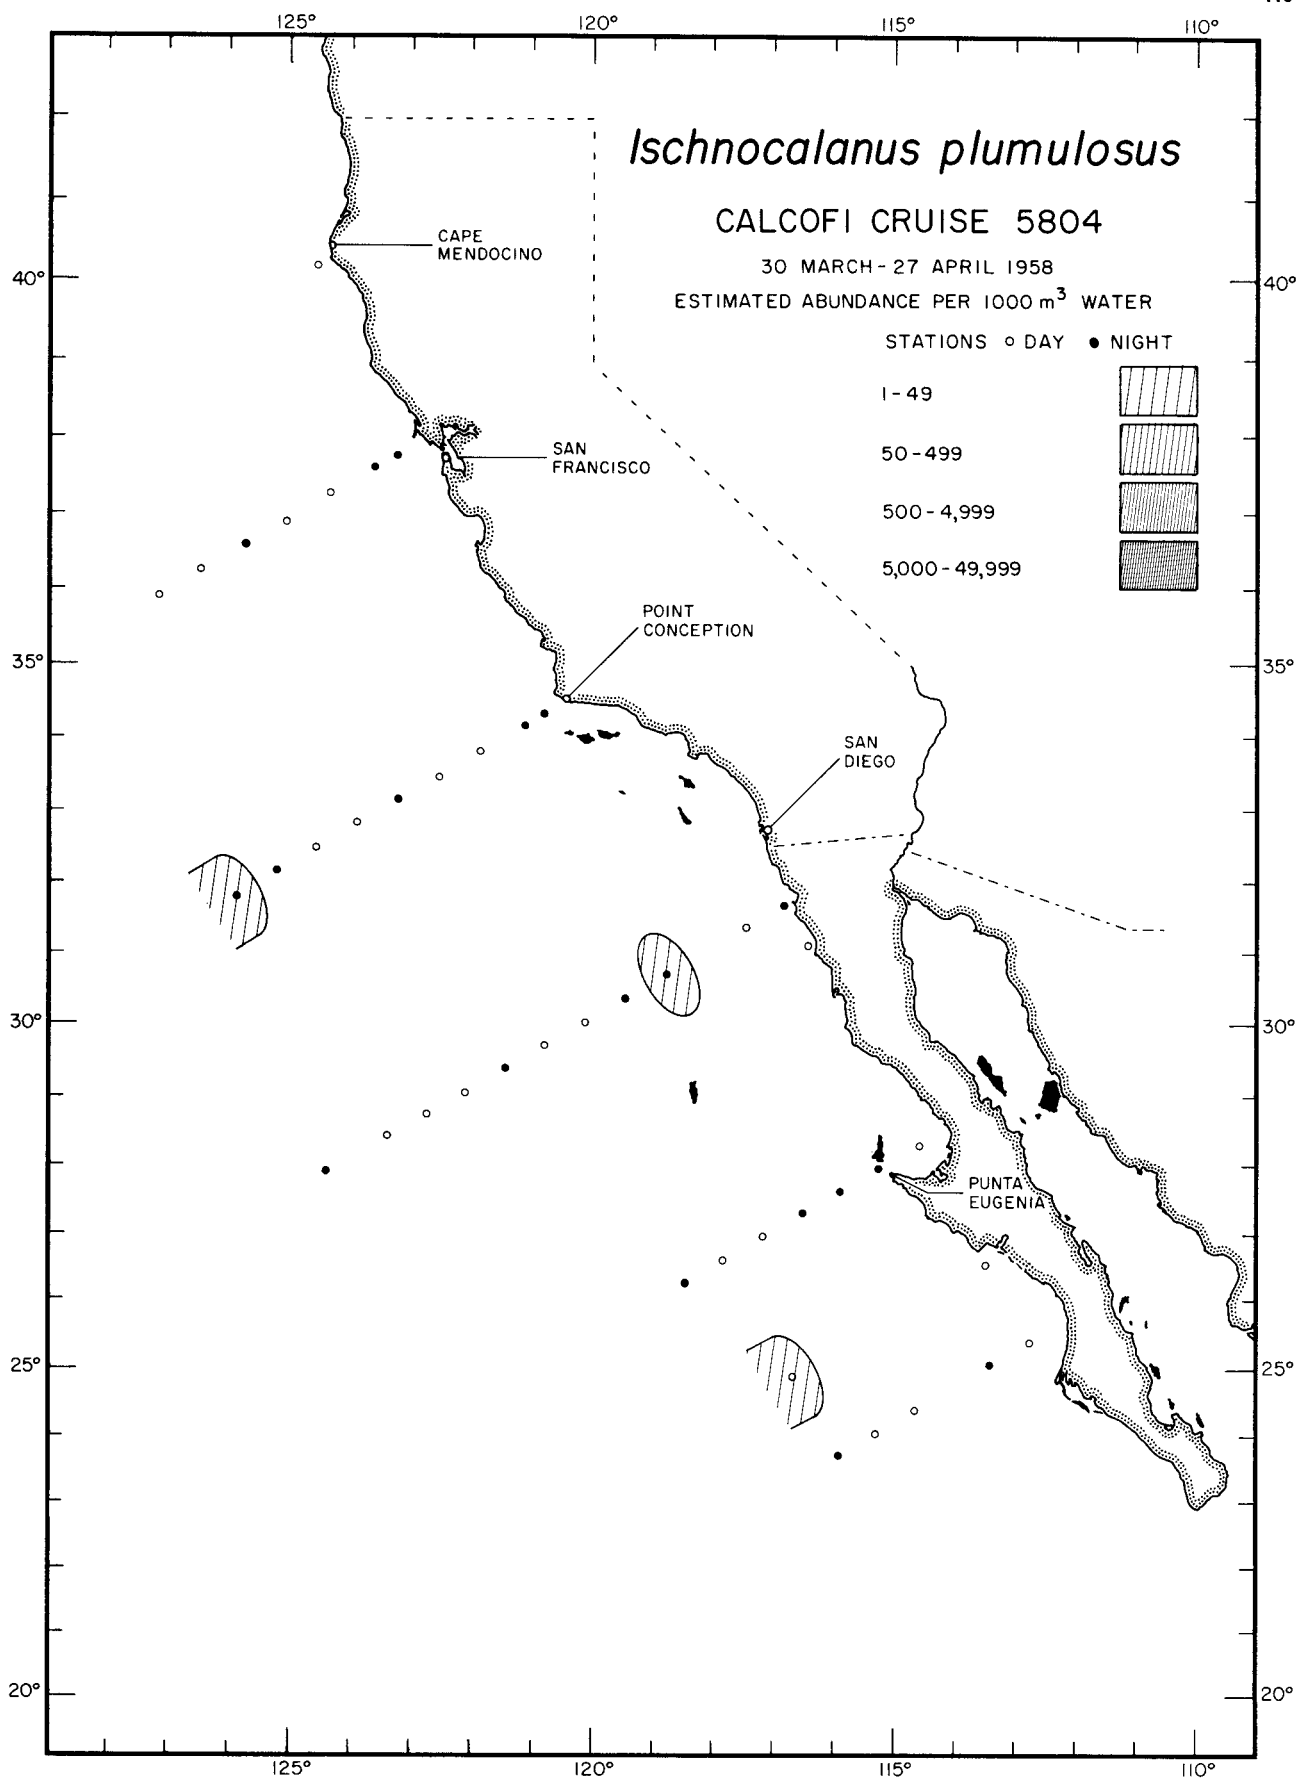 125° 120° 115° 110°
Ischnocalanus plumulosus
CALCOFI CRUISE 5804
30 MARCH - 27 APRIL 1958
ESTIMATED ABUNDANCE PER 1000 m³ WATER
STATIONS ○ DAY ● NIGHT
1 - 49
50 - 499
500 - 4,999
5,000 - 49,999
CAPE
MENDOCINO
40° 40°
SAN
FRANCISCO
POINT
CONCEPTION
35° 35°
SAN
DIEGO
30° 30°
PUNTA
EUGENIA
25° 25°
20° 20°
125° 120° 115° 110°